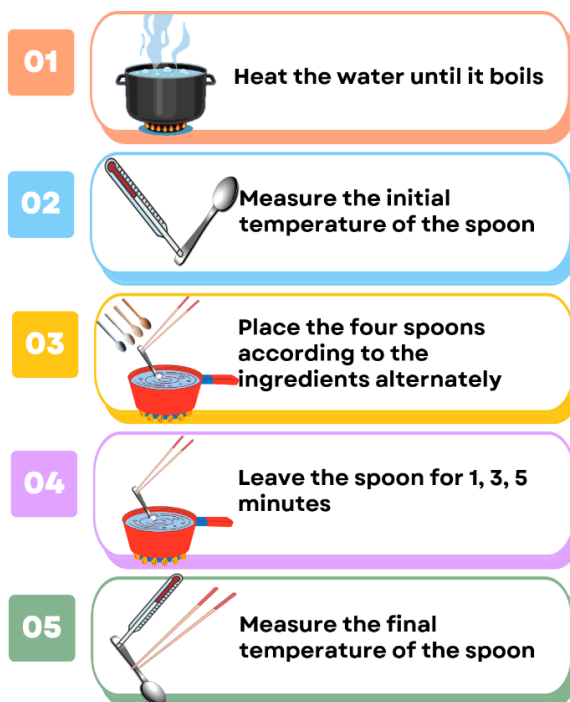 01
Heat the water until it boils
02
Measure the initial
temperature of the spoon
03
Place the four spoons
according to the
ingredients alternately
04
Leave the spoon for 1, 3, 5
minutes
05
Measure the final
temperature of the spoon